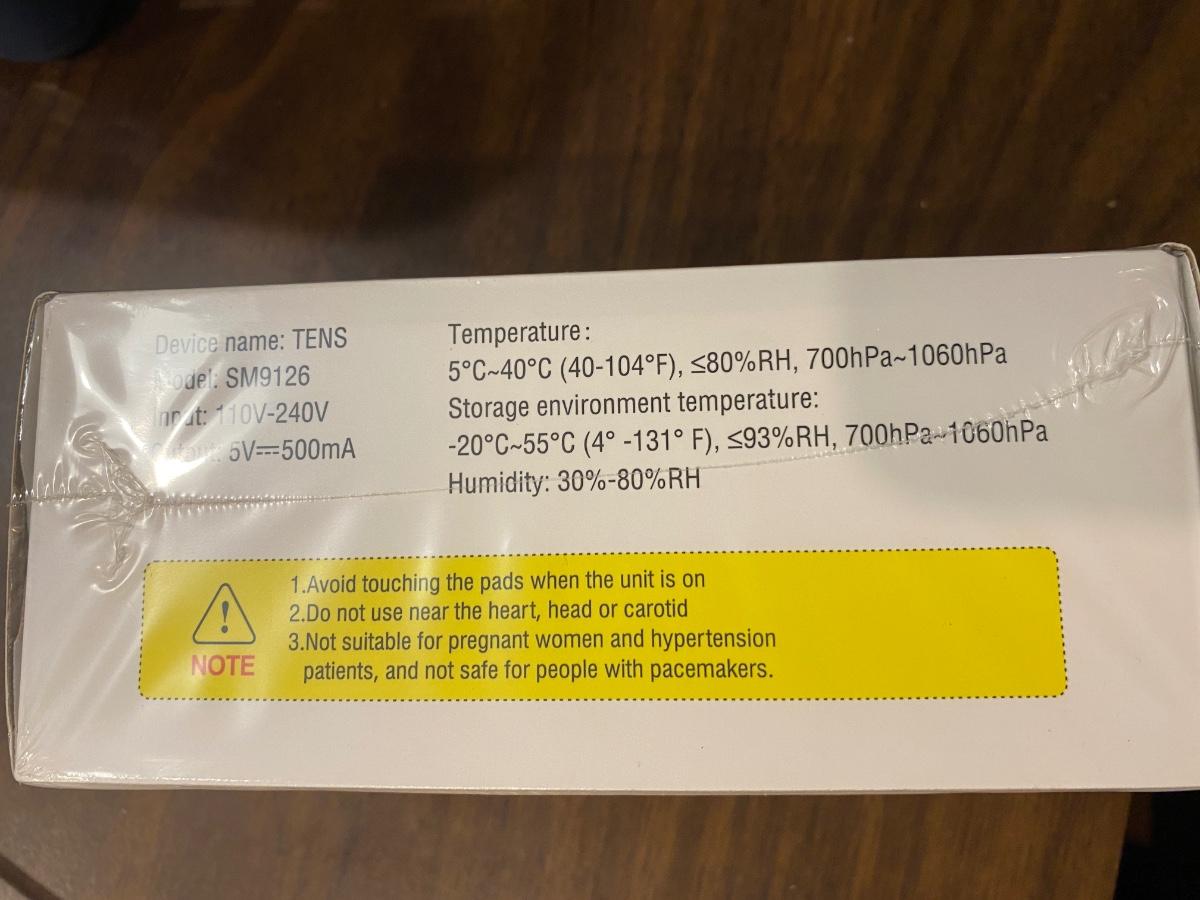 Device name: TENS
Model: SM9126
Input: 110V-240V
Output: 5V⎓500mA
Temperature:
5°C~40°C (40-104°F), ≤80%RH, 700hPa~1060hPa
Storage environment temperature:
-20°C~55°C (4° -131° F), ≤93%RH, 700hPa~1060hPa
Humidity: 30%-80%RH
NOTE
1.Avoid touching the pads when the unit is on
2.Do not use near the heart, head or carotid
3.Not suitable for pregnant women and hypertension
patients, and not safe for people with pacemakers.